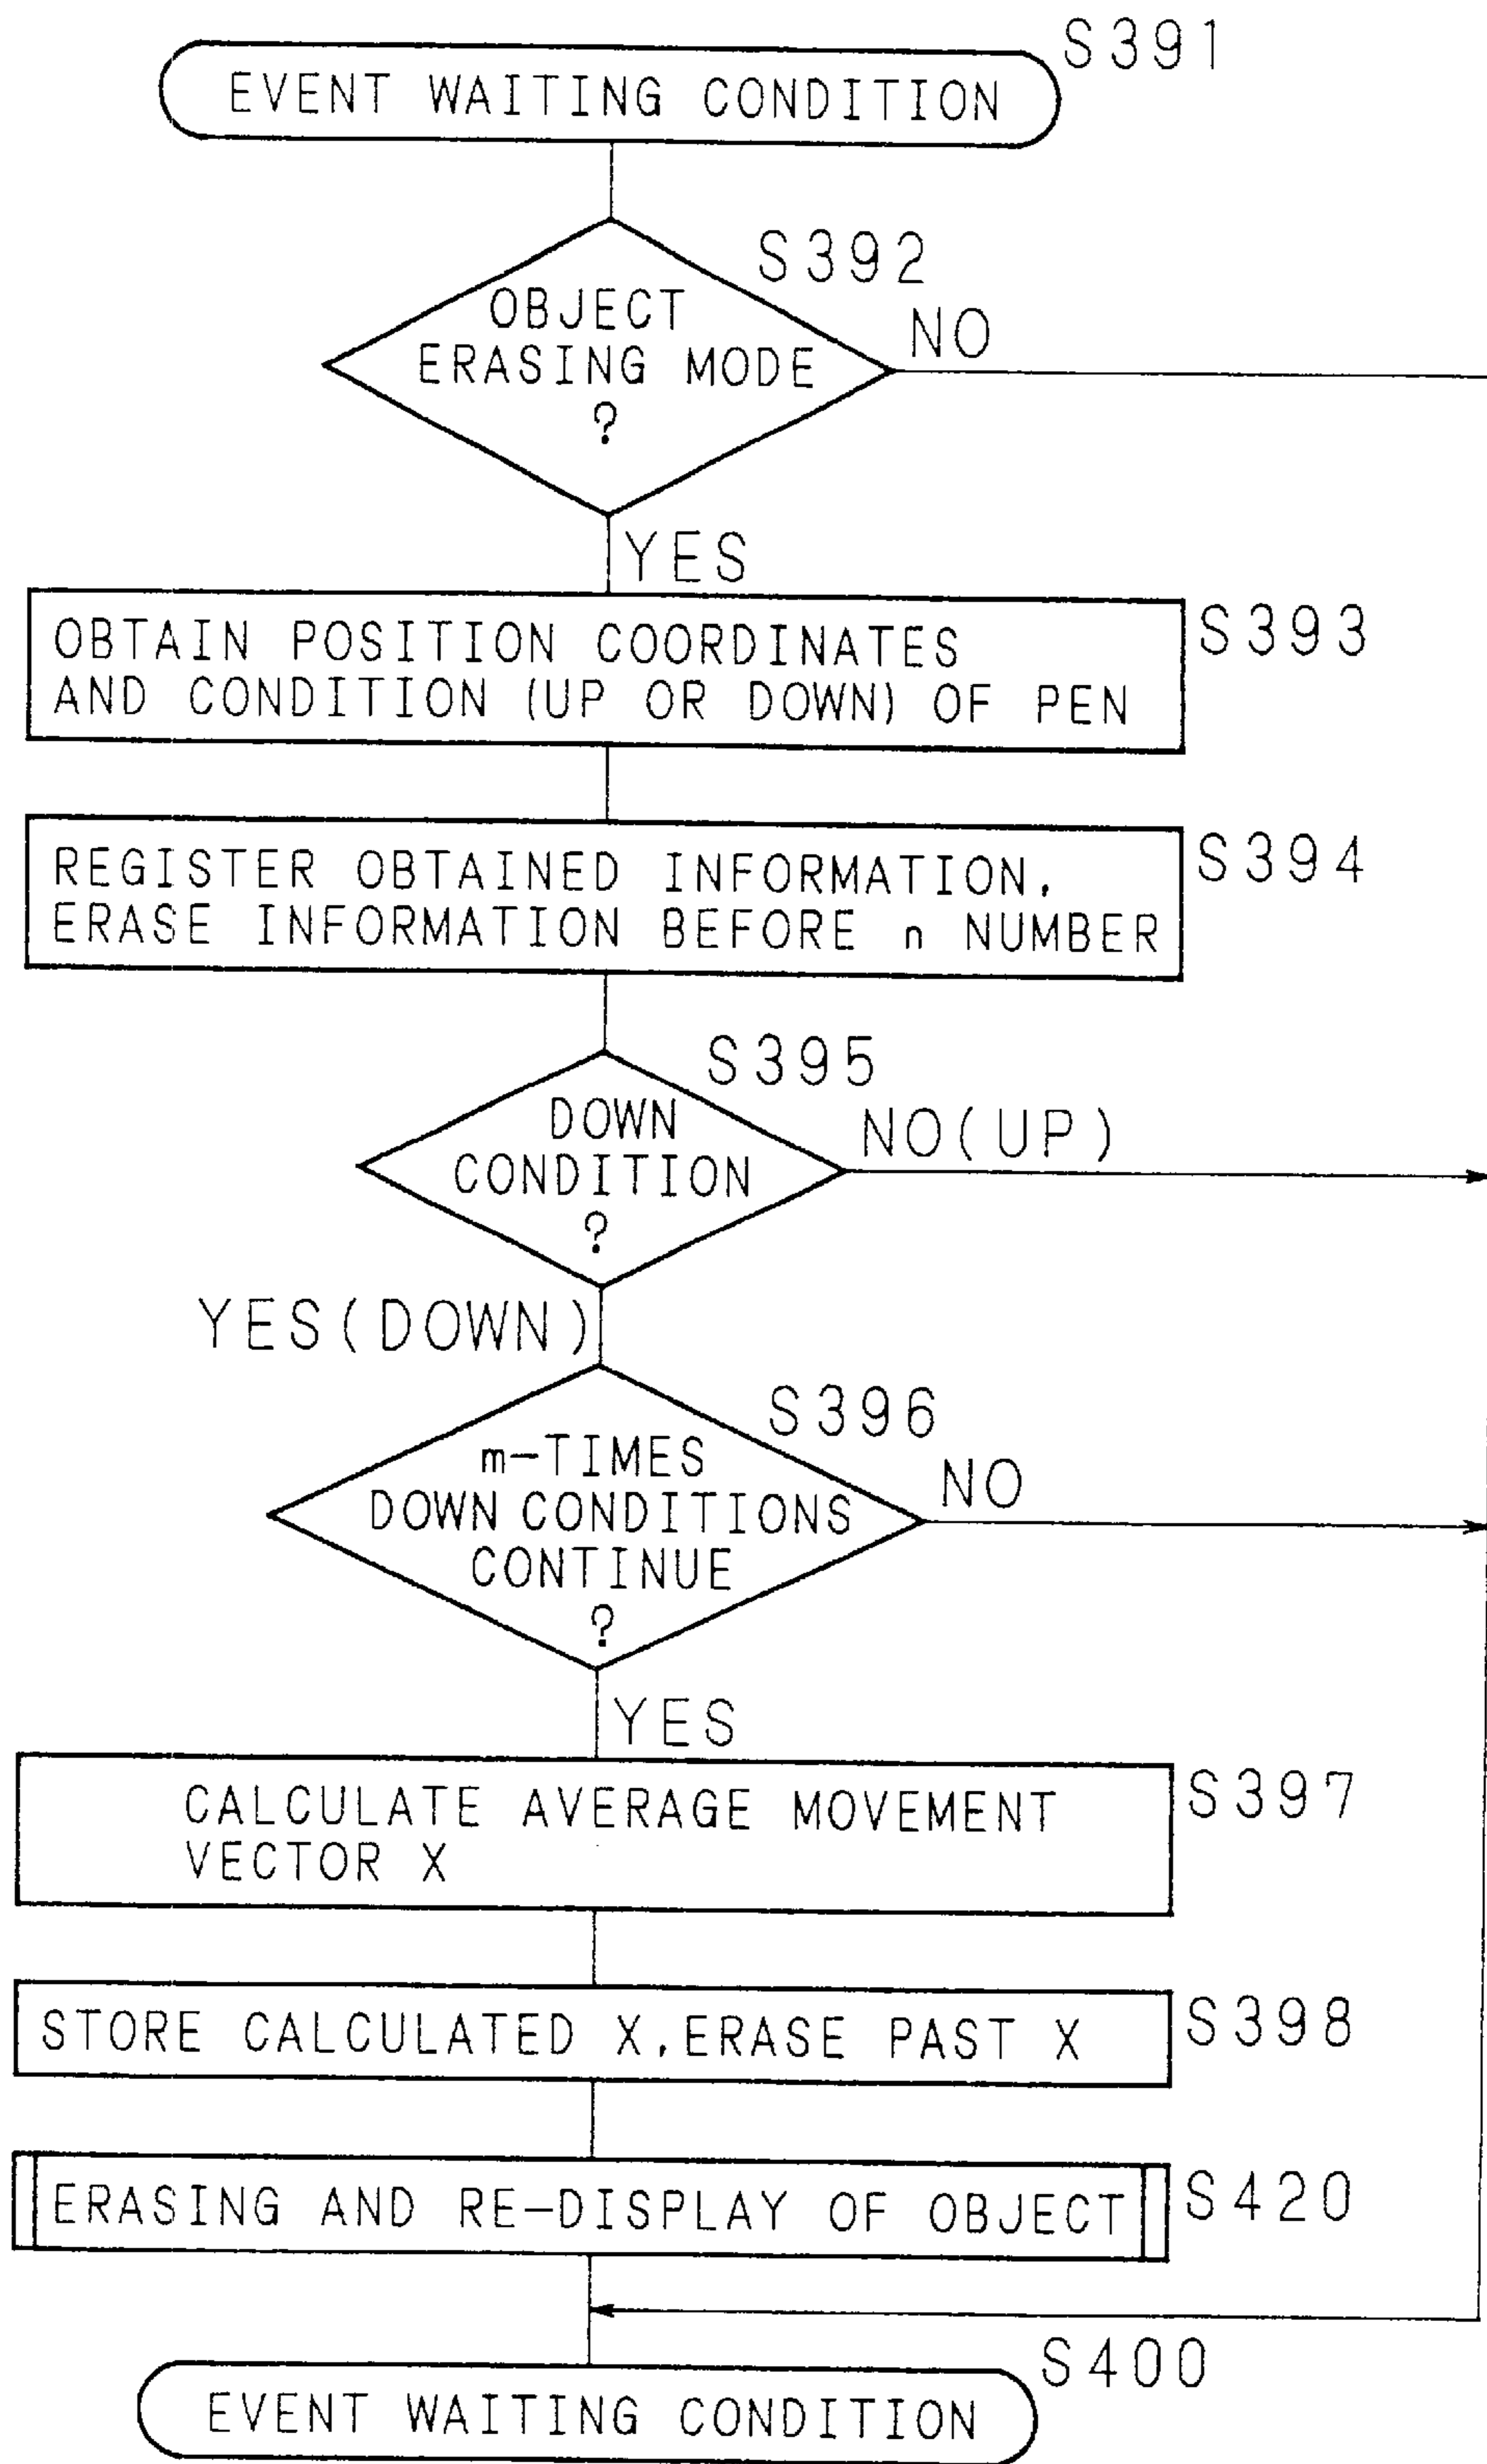 S391
EVENT WAITING CONDITION
S392
OBJECT
ERASING MODE
?
NO
YES
OBTAIN POSITION COORDINATES
AND CONDITION (UP OR DOWN) OF PEN
S393
REGISTER OBTAINED INFORMATION,
ERASE INFORMATION BEFORE n NUMBER
S394
S395
DOWN
CONDITION
?
NO(UP)
YES(DOWN)
S396
m-TIMES
DOWN CONDITIONS
CONTINUE
?
NO
YES
CALCULATE AVERAGE MOVEMENT
VECTOR X
S397
STORE CALCULATED X,ERASE PAST X
S398
ERASING AND RE-DISPLAY OF OBJECT
S420
S400
EVENT WAITING CONDITION